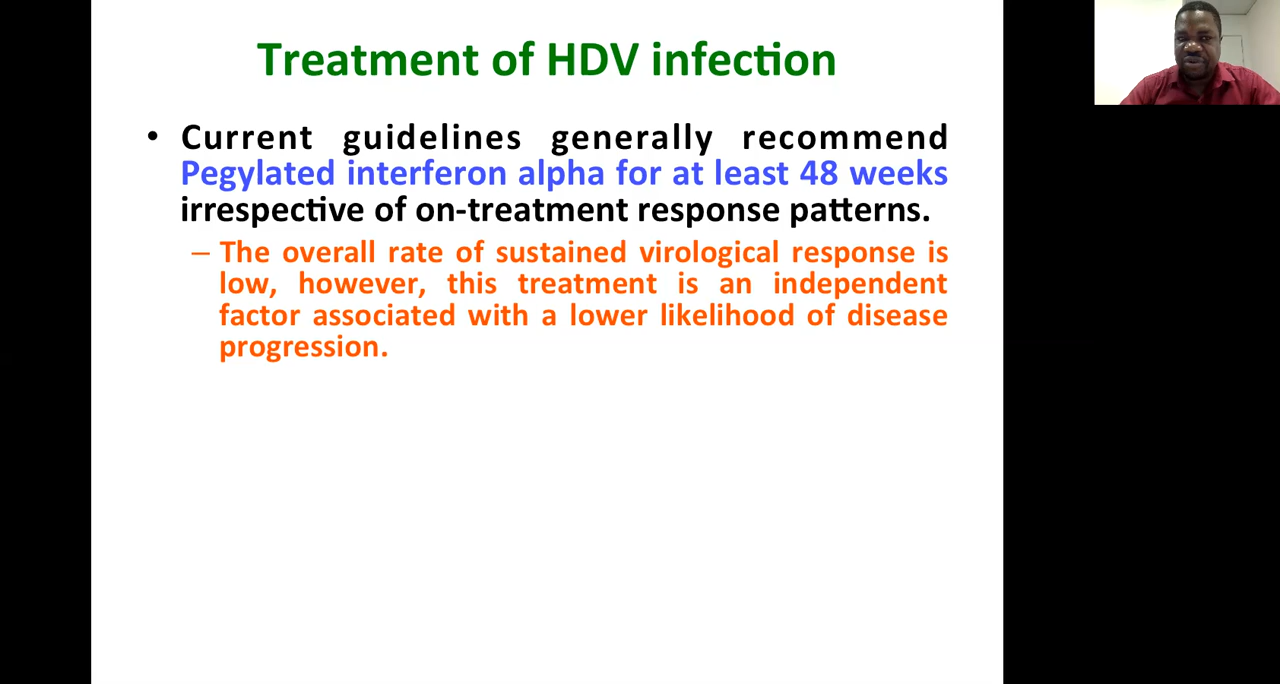 Treatment of HDV infection
• Current guidelines generally recommend
Pegylated interferon alpha for at least 48 weeks
irrespective of on-treatment response patterns.
– The overall rate of sustained virological response is
low, however, this treatment is an independent
factor associated with a lower likelihood of disease
progression.